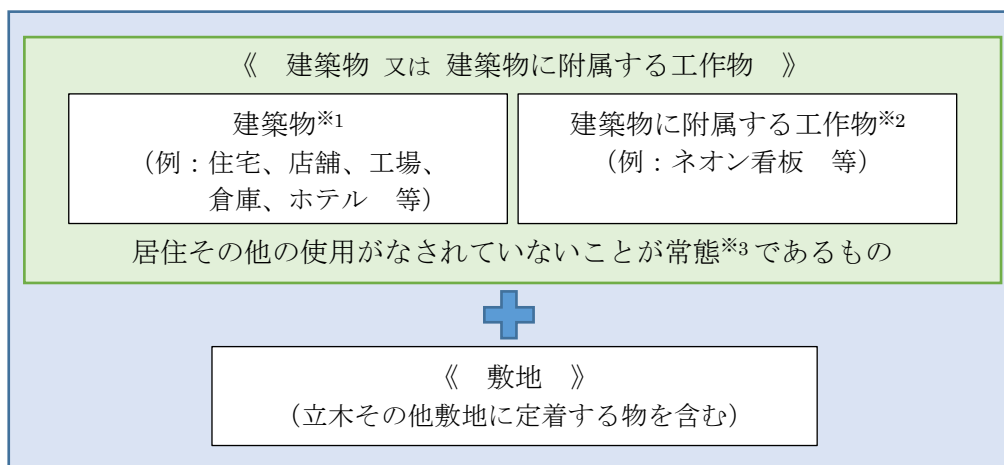 《 建築物 又は 建築物に附属する工作物 》
建築物※1
(例:住宅、店舗、工場、
倉庫、ホテル 等)
建築物に附属する工作物※2
(例:ネオン看板 等)
居住その他の使用がなされていないことが常態※3であるもの
《 敷地 》
(立木その他敷地に定着する物を含む)